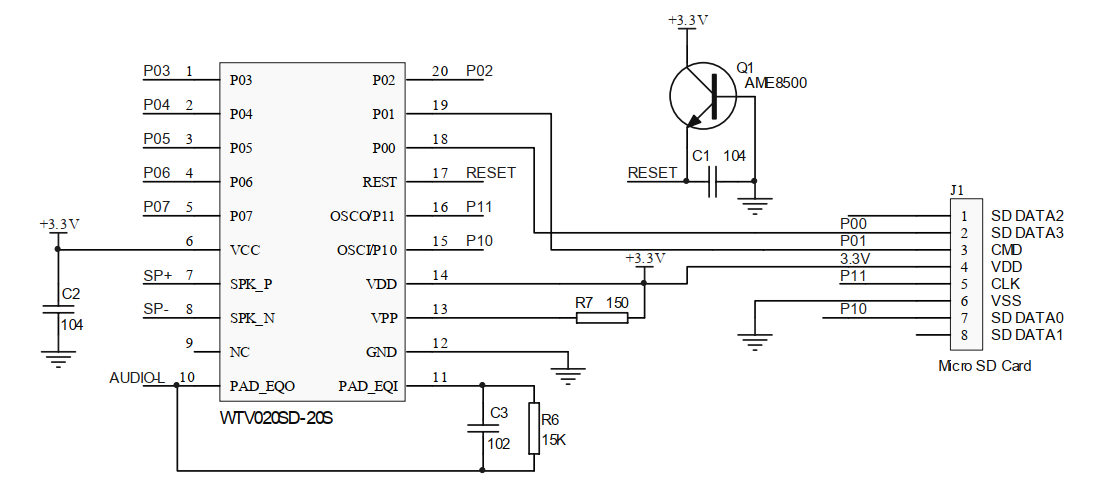 +3.3V
Q1
AME8500
C1 104
RESET
P03 1 P03
P04 2 P04
P05 3 P05
P06 4 P06
P07 5 P07
+3.3V
6 VCC
SP+ 7 SPK_P
C2
104
SP- 8 SPK_N
9 NC
AUDIO-L 10 PAD_EQO
P02 20 P02
P01 19
P00 18
REST 17 RESET
OSCO/P11 16 P11
OSCI/P10 15 P10
VDD 14
VPP 13
GND 12
PAD_EQI 11
WTV020SD-20S
+3.3V
R7 150
C3
102
R6
15K
J1
1 SD DATA2
P00 2 SD DATA3
P01 3 CMD
3.3V 4 VDD
P11 5 CLK
6 VSS
P10 7 SD DATA0
8 SD DATA1
Micro SD Card